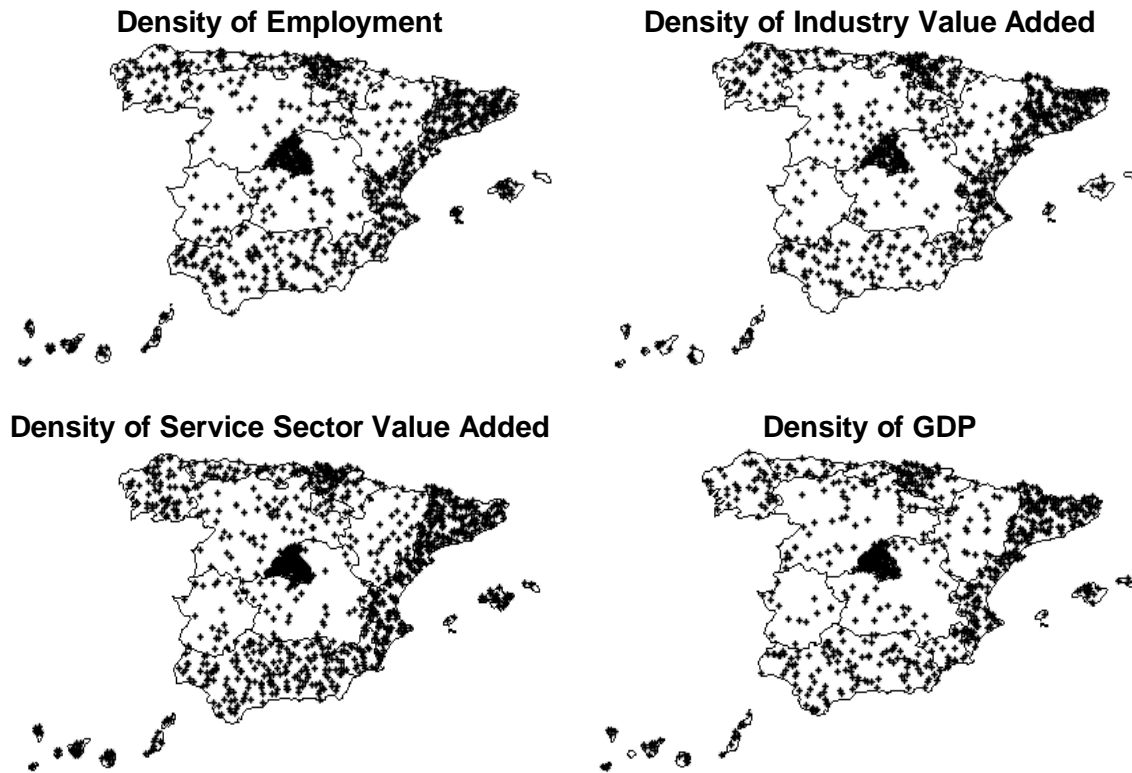 Density of Employment
Density of Industry Value Added
Density of Service Sector Value Added
Density of GDP